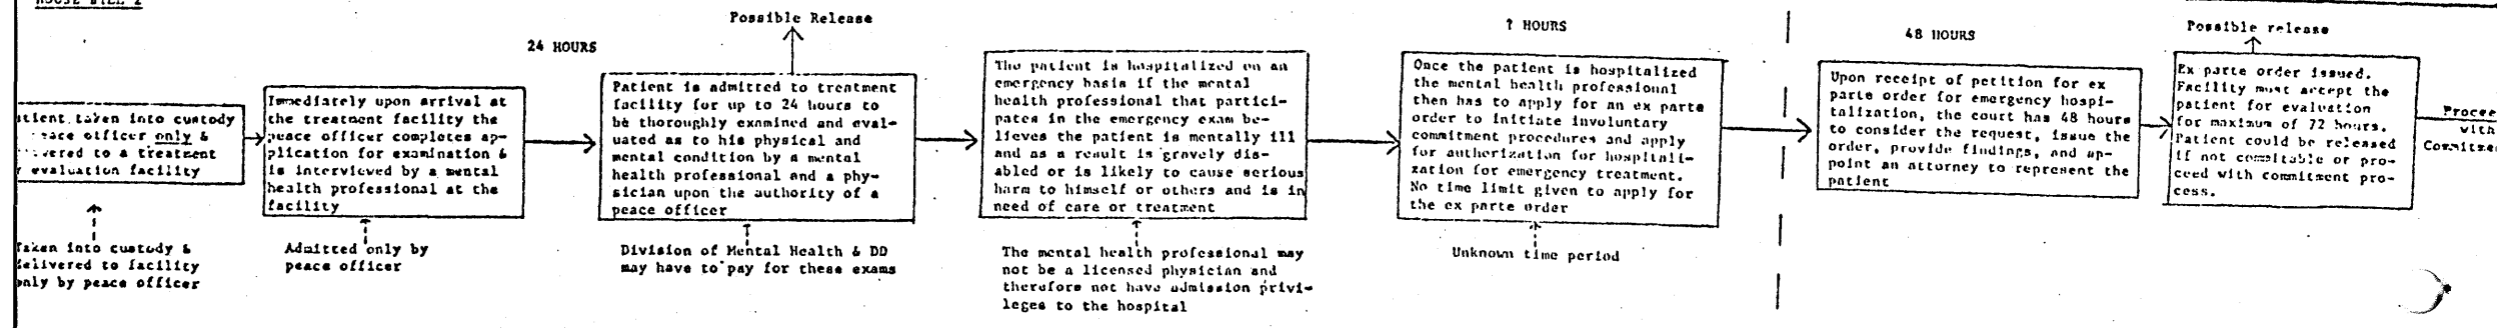 HOUSE BILL 2
Possible Release
24 HOURS
? HOURS
48 HOURS
Possible release
taken into custody
officer only &
to a treatment
evaluation facility
Immediately upon arrival at
the treatment facility the
peace officer completes ap-
plication for examination &
is interviewed by a mental
health professional at the
facility
Patient is admitted to treatment
facility for up to 24 hours to
be thoroughly examined and eval-
uated as to his physical and
mental condition by a mental
health professional and a phy-
sician upon the authority of a
peace officer
The patient is hospitalized on an
emergency basis if the mental
health professional that partici-
pates in the emergency exam be-
lieves the patient is mentally ill
and as a result is gravely dis-
abled or is likely to cause serious
harm to himself or others and is in
need of care or treatment
Once the patient is hospitalized
the mental health professional
then has to apply for an ex parte
order to initiate involuntary
commitment procedures and apply
for authorization for hospitali-
zation for emergency treatment.
No time limit given to apply for
the ex parte order
Upon receipt of petition for ex
parte order for emergency hospi-
talization, the court has 48 hours
to consider the request, issue the
order, provide findings, and ap-
point an attorney to represent the
patient
Ex parte order issued.
Facility must accept the
patient for evaluation
for maximum of 72 hours.
Patient could be released
if not commitable or pro-
ceed with commitment pro-
cess.
with
Taken into custody &
delivered to facility
only by peace officer
Admitted only by
peace officer
Division of Mental Health & DD
may have to pay for these exams
The mental health professional may
not be a licensed physician and
therefore not have admission privi-
leges to the hospital
Unknown time period